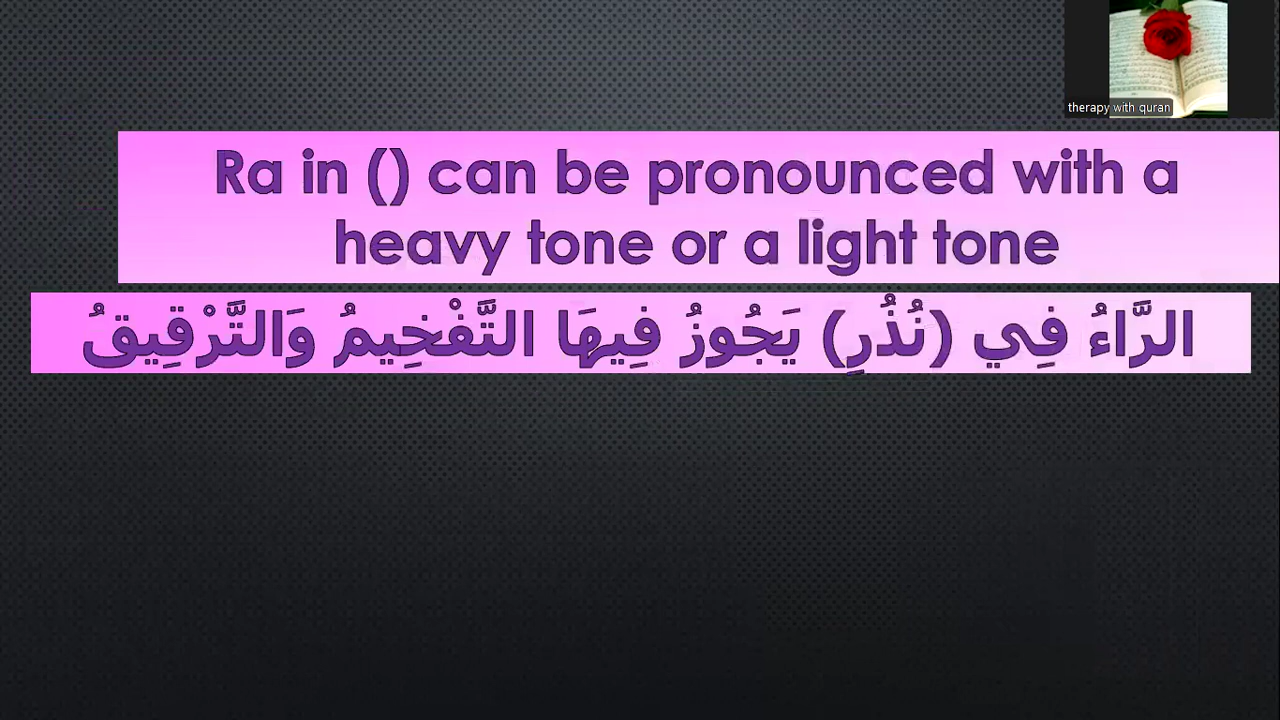 therapy with quran
Ra in () can be pronounced with a
heavy tone or a light tone
الرَّاءُ فِي (نُذُرِ) يَجُوزُ فِيهَا التَّفْخِيمُ وَالتَّرْقِيقُ